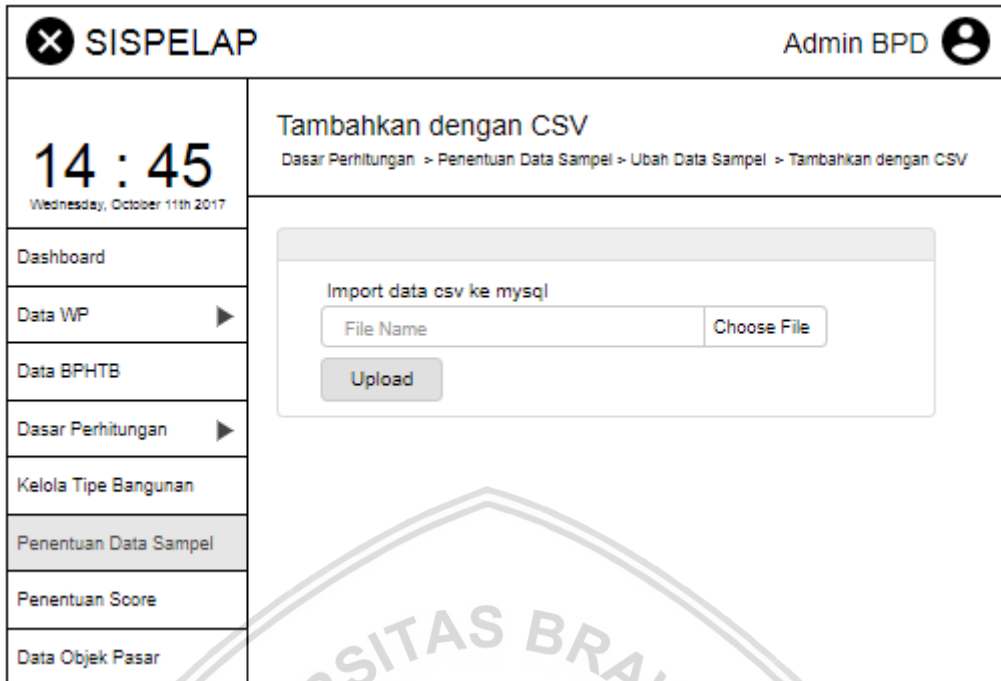 SISPELAP
Admin BPD
14 : 45
Wednesday, October 11th 2017
Dashboard
Data WP
Data BPHTB
Dasar Perhitungan
Kelola Tipe Bangunan
Penentuan Data Sampel
Penentuan Score
Data Objek Pasar
Tambahkan dengan CSV
Dasar Perhitungan > Penentuan Data Sampel > Ubah Data Sampel > Tambahkan dengan CSV
Import data csv ke mysql
File Name
Choose File
Upload
RSITAS BRA